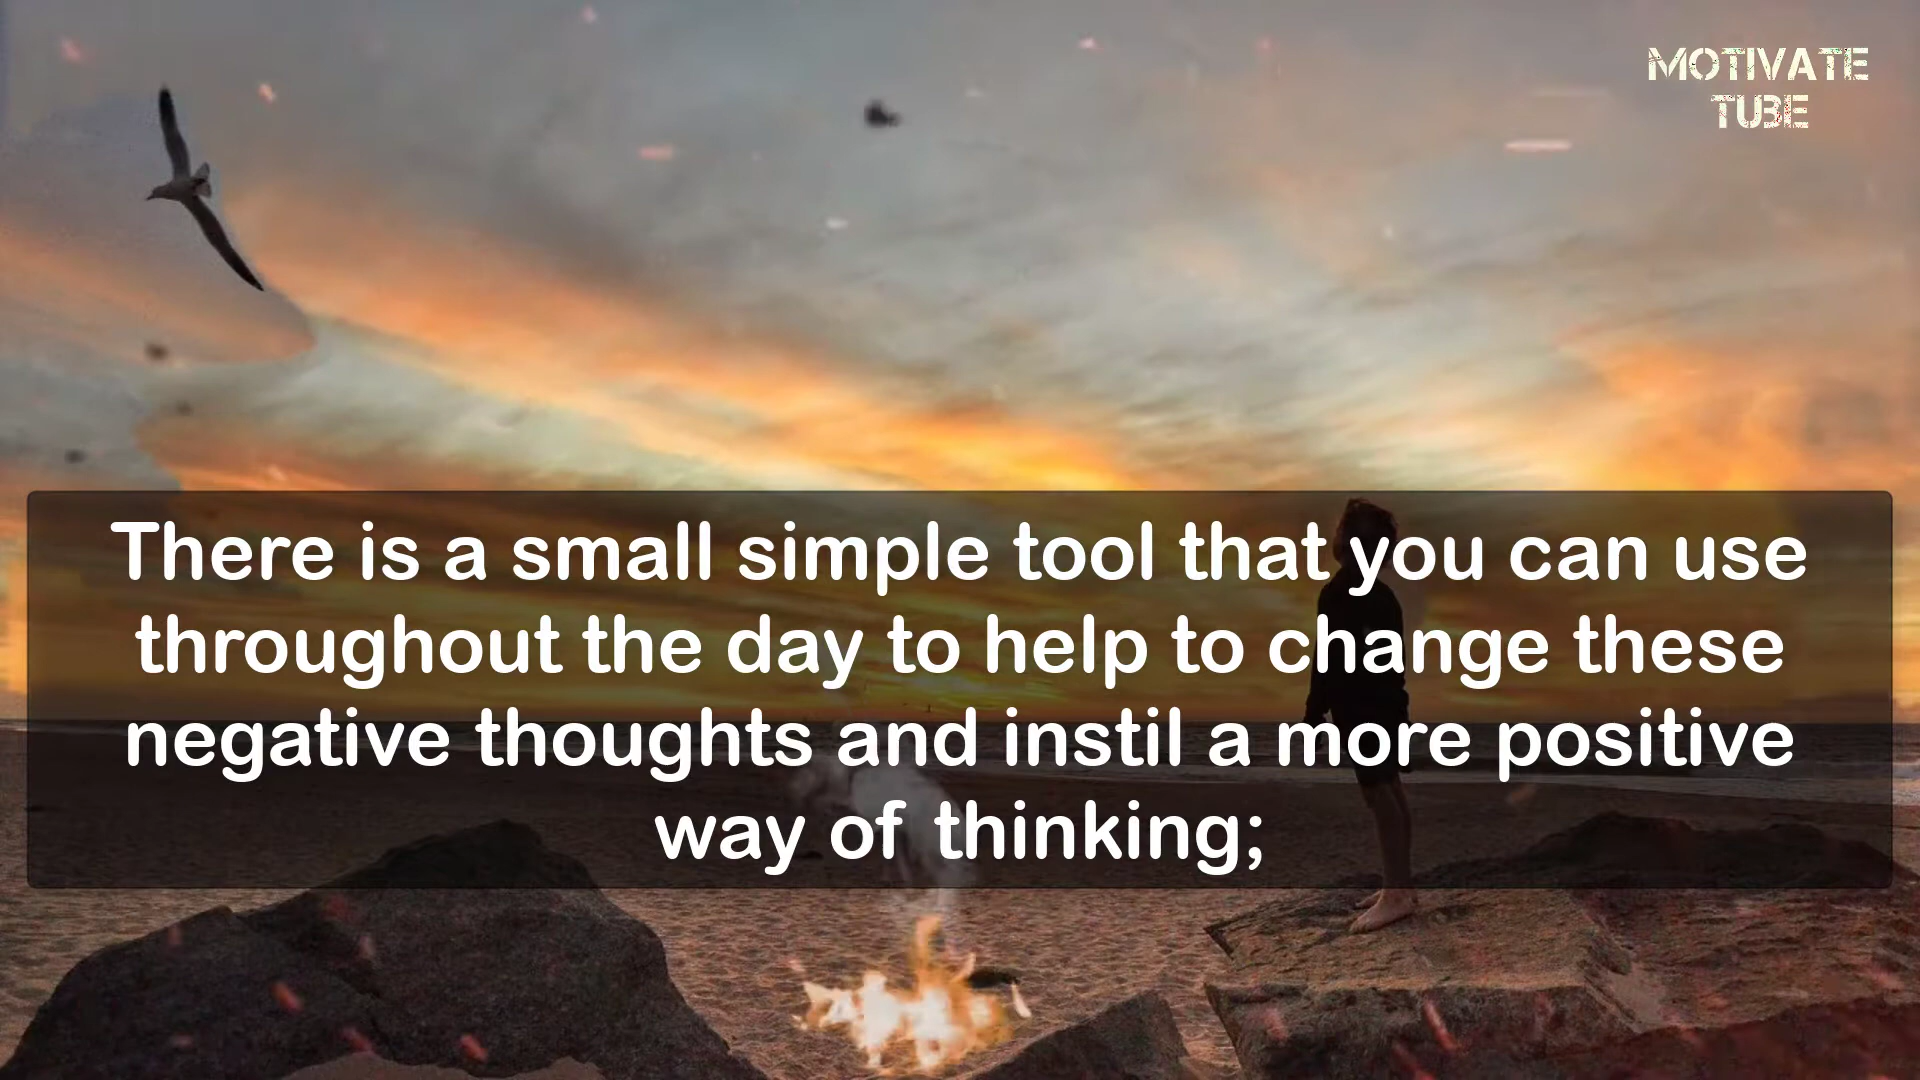 MOTIVATE
TUBE
There is a small simple tool that you can use
throughout the day to help to change these
negative thoughts and instil a more positive
way of thinking;